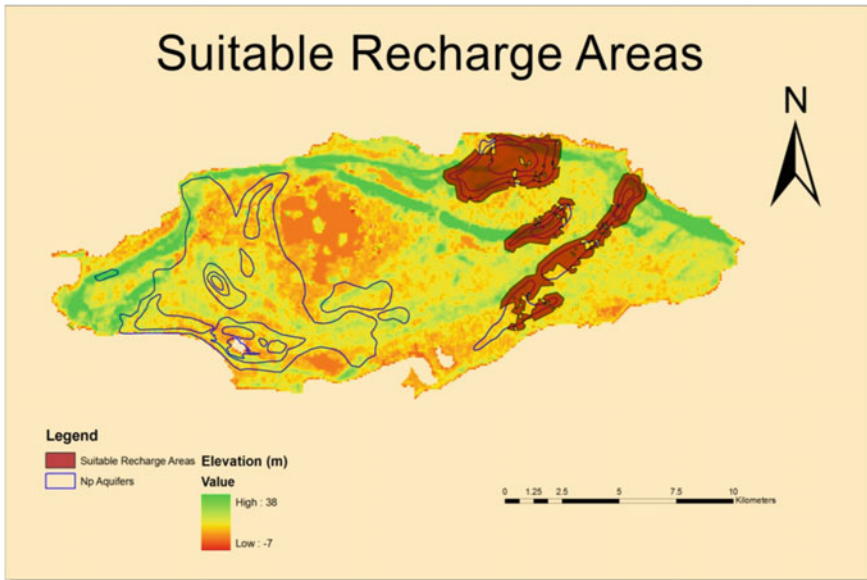 Suitable Recharge Areas
N
Legend
Suitable Recharge Areas
Np Aquifers
Elevation (m)
Value
High : 38
Low : -7
0 1.25 2.5 5 7.5 10
Kilometers